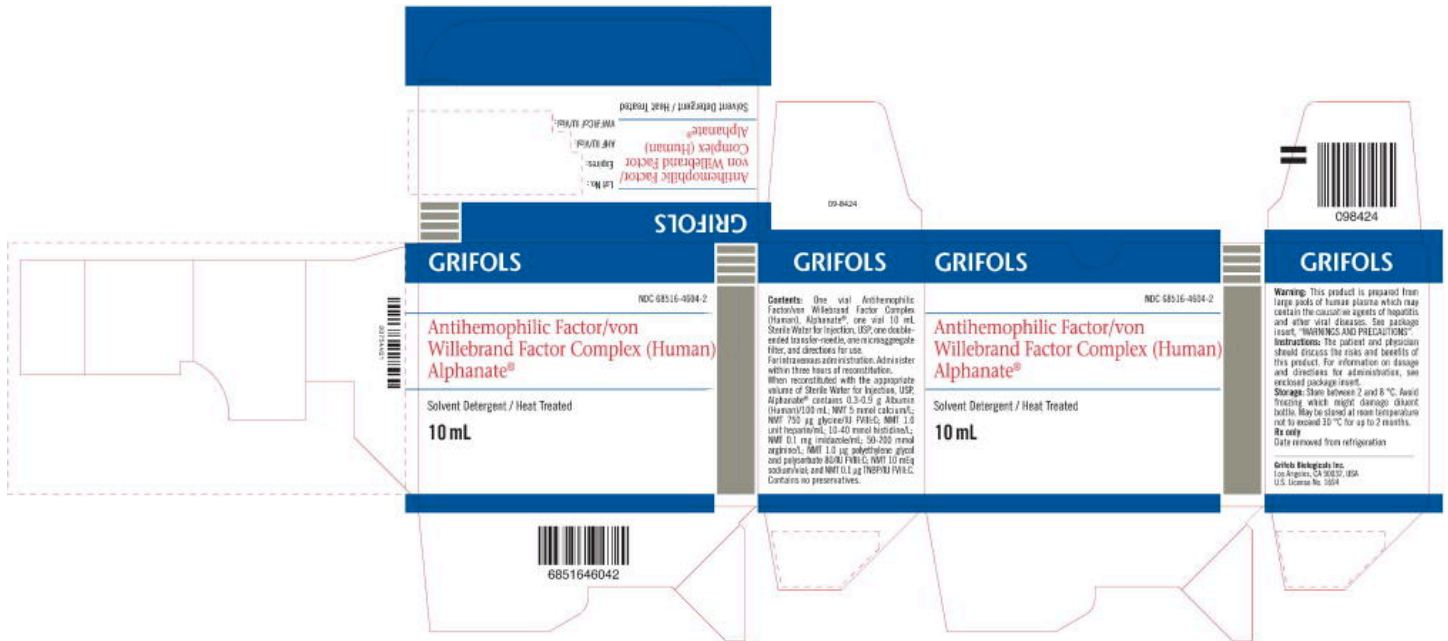 Solvent Detergent / Heat Treated
Antihemophilic Factor/
von Willebrand Factor
Complex (Human)
Alphanate®
Lot No.:
Expires:
AHF IU/Vial:
VWF:RCof IU/Vial:
GRIFOLS
09-8424
098424
GRIFOLS
NDC 68516-4604-2
Antihemophilic Factor/von
Willebrand Factor Complex (Human)
Alphanate®
Solvent Detergent / Heat Treated
10 mL
6851646042
GRIFOLS
Contents: One vial Antihemophilic
Factor/von Willebrand Factor Complex
(Human), Alphanate®, one vial 10 mL
Sterile Water for Injection, USP, one double-
ended transfer-needle, one microaggregate
filter, and directions for use.
For intravenous administration. Administer
within three hours of reconstitution.
When reconstituted with the appropriate
volume of Sterile Water for Injection, USP,
Alphanate® contains 0.3-0.9 g Albumin
(Human)/100 mL; NMT 5 mmol calcium/L;
NMT 750 µg glycine/IU FVIII:C; NMT 1.0
unit heparin/mL; 10-40 mmol histidine/L;
NMT 0.1 mg imidazole/mL; 50-200 mmol
arginine/L; NMT 1.0 µg polyethylene glycol
and polysorbate 80/IU FVIII:C; NMT 10 mEq
sodium/vial; and NMT 0.1 µg TNBP/IU FVIII:C.
Contains no preservatives.
GRIFOLS
NDC 68516-4604-2
Antihemophilic Factor/von
Willebrand Factor Complex (Human)
Alphanate®
Solvent Detergent / Heat Treated
10 mL
GRIFOLS
Warning: This product is prepared from
large pools of human plasma which may
contain the causative agents of hepatitis
and other viral diseases. See package
insert, "WARNINGS AND PRECAUTIONS".
Instructions: The patient and physician
should discuss the risks and benefits of
this product. For information on dosage
and directions for administration, see
enclosed package insert.
Storage: Store between 2 and 8 °C. Avoid
freezing which might damage diluent
bottle. May be stored at room temperature
not to exceed 30 °C for up to 2 months.
Rx only
Date removed from refrigeration
Grifols Biologicals Inc.
Los Angeles, CA 90032, USA
U.S. License No. 1694